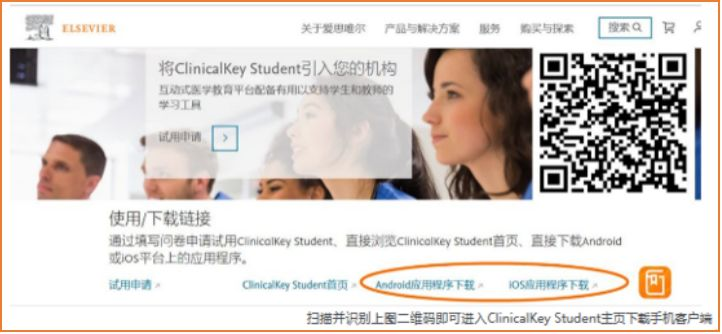 ELSEVIER
关于爱思唯尔 产品与解决方案 服务 购买与探索 搜索
将ClinicalKey Student引入您的机构
互动式医学教育平台配备有用以支持学生和教师的
学习工具
试用申请
使用/下载链接
通过填写问卷申请试用ClinicalKey Student、直接浏览ClinicalKey Student首页、直接下载Android
或iOS平台上的应用程序。
试用申请 ClinicalKey Student首页 Android应用程序下载 iOS应用程序下载
扫描并识别上图二维码即可进入ClinicalKey Student主页下载手机客户端